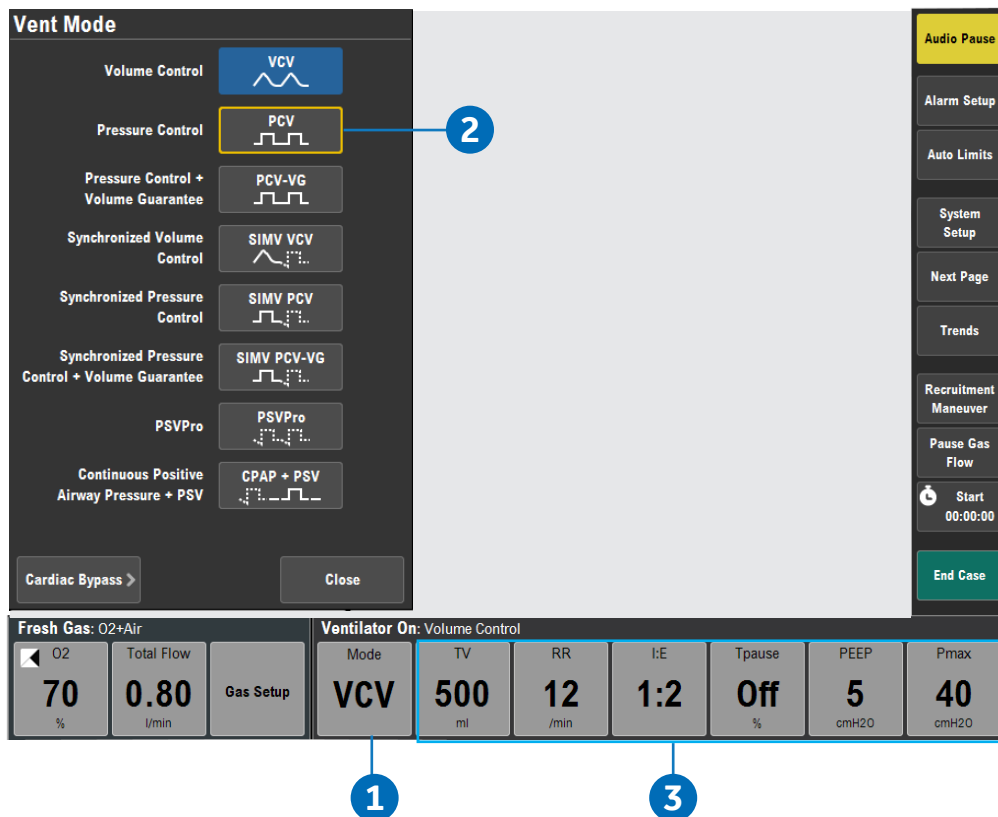 Vent Mode
Volume Control
VCV
Pressure Control
PCV
2
Pressure Control +
Volume Guarantee
PCV-VG
Synchronized Volume
Control
SIMV VCV
Synchronized Pressure
Control
SIMV PCV
Synchronized Pressure
Control + Volume Guarantee
SIMV PCV-VG
PSVPro
PSVPro
Continuous Positive
Airway Pressure + PSV
CPAP + PSV
Cardiac Bypass >
Close
Audio Pause
Alarm Setup
Auto Limits
System
Setup
Next Page
Trends
Recruitment
Maneuver
Pause Gas
Flow
Start
00:00:00
End Case
Fresh Gas: O2+Air
O2
70
%
Total Flow
0.80
l/min
Gas Setup
Ventilator On: Volume Control
Mode
VCV
TV
500
ml
RR
12
/min
I:E
1:2
Tpause
Off
%
PEEP
5
cmH2O
Pmax
40
cmH2O
1
3